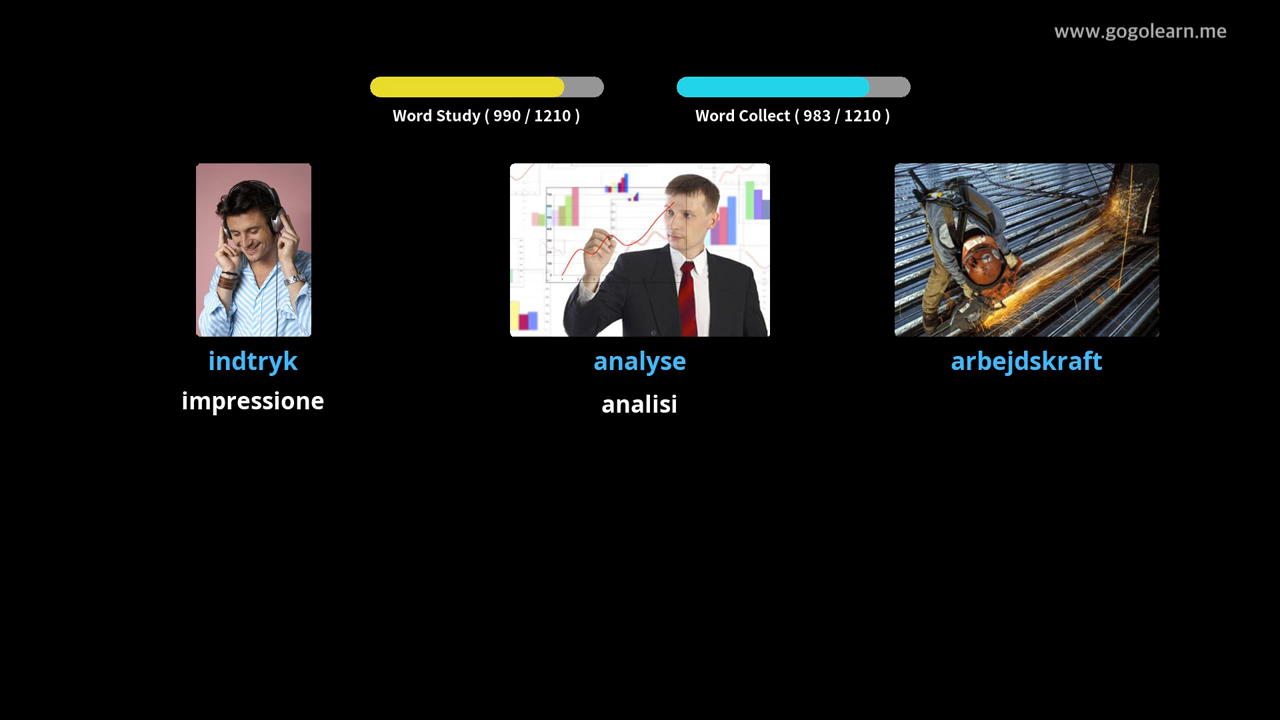 www.gogolearn.me
Word Study ( 990 / 1210 )
Word Collect ( 983 / 1210 )
indtryk
analyse
arbejdskraft
impressione
analisi